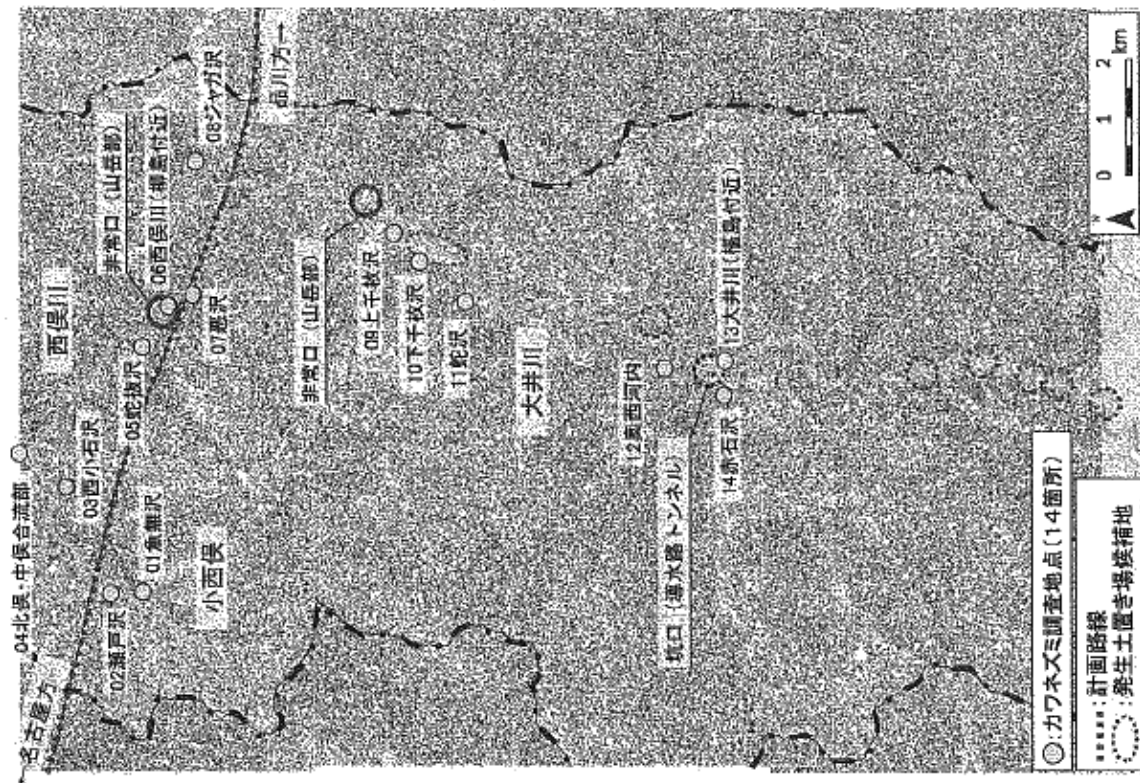 04北俣・中俣合流部
名古屋方
西俣川
03西小石沢
02瀬戸沢
01魚無沢
小西俣
05蛇抜沢
非常口(山岳部)
06西俣川(柳島付近)
07悪沢
08ジャガ沢
品川方
非常口(山岳部)
09上千枚沢
10下千枚沢
11蛇沢
大井川
12奥西河内
坑口(導水路トンネル)
13大井川(椹島付近)
14赤石沢
◎:カワネズミ調査地点(14箇所)
:計画路線
:発生土置き場候補地
N
0 1 2
km